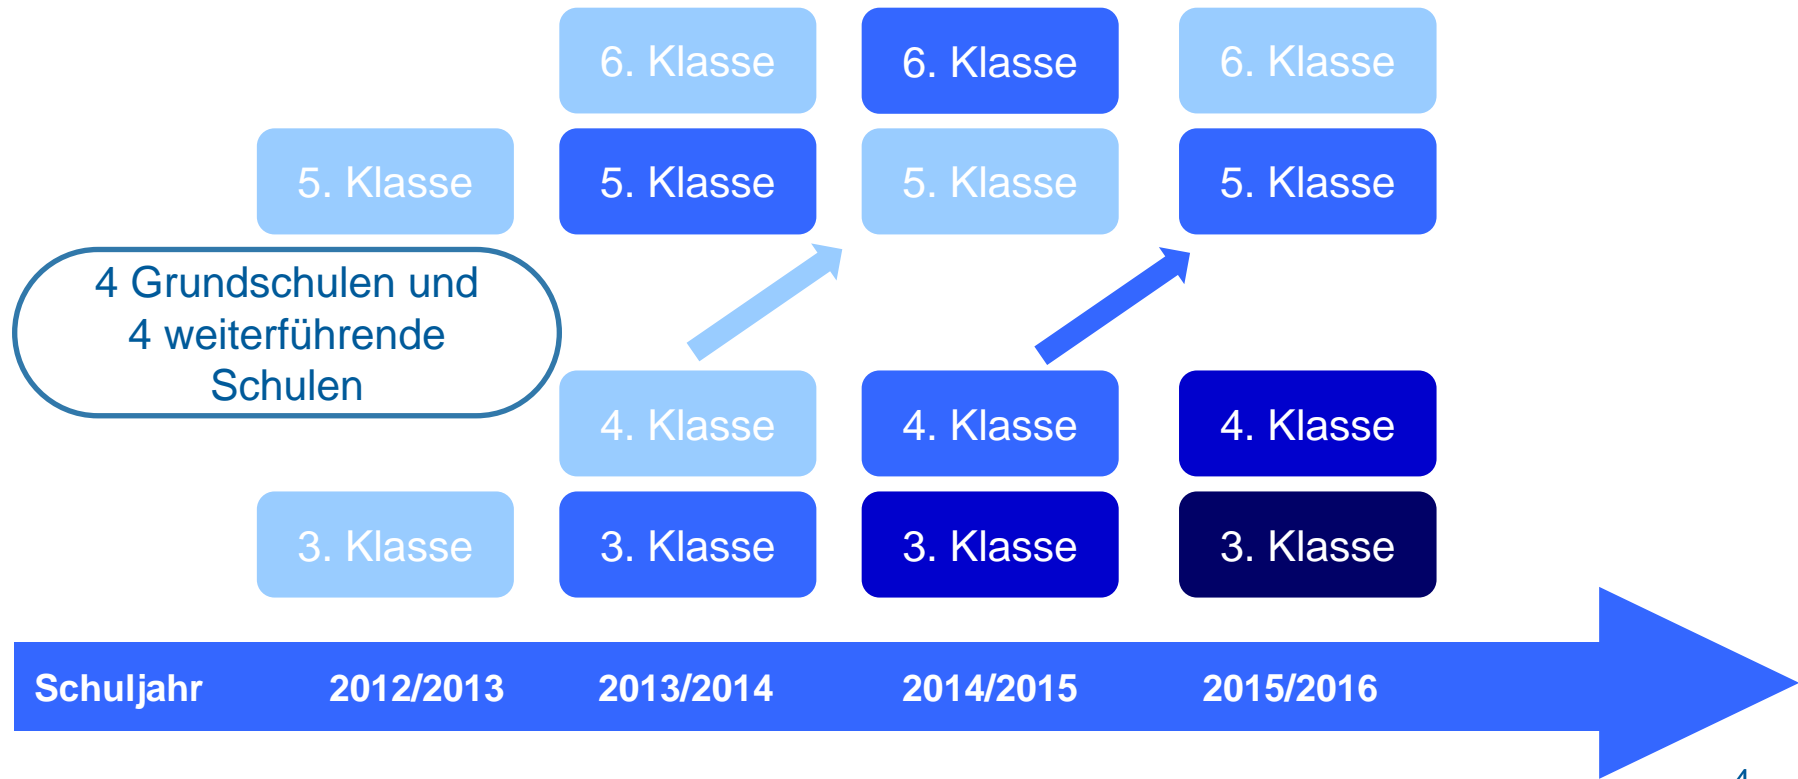 6. Klasse
6. Klasse
6. Klasse
5. Klasse
5. Klasse
5. Klasse
5. Klasse
4 Grundschulen und
4 weiterführende
Schulen
4. Klasse
4. Klasse
4. Klasse
3. Klasse
3. Klasse
3. Klasse
3. Klasse
Schuljahr 2012/2013 2013/2014 2014/2015 2015/2016
4